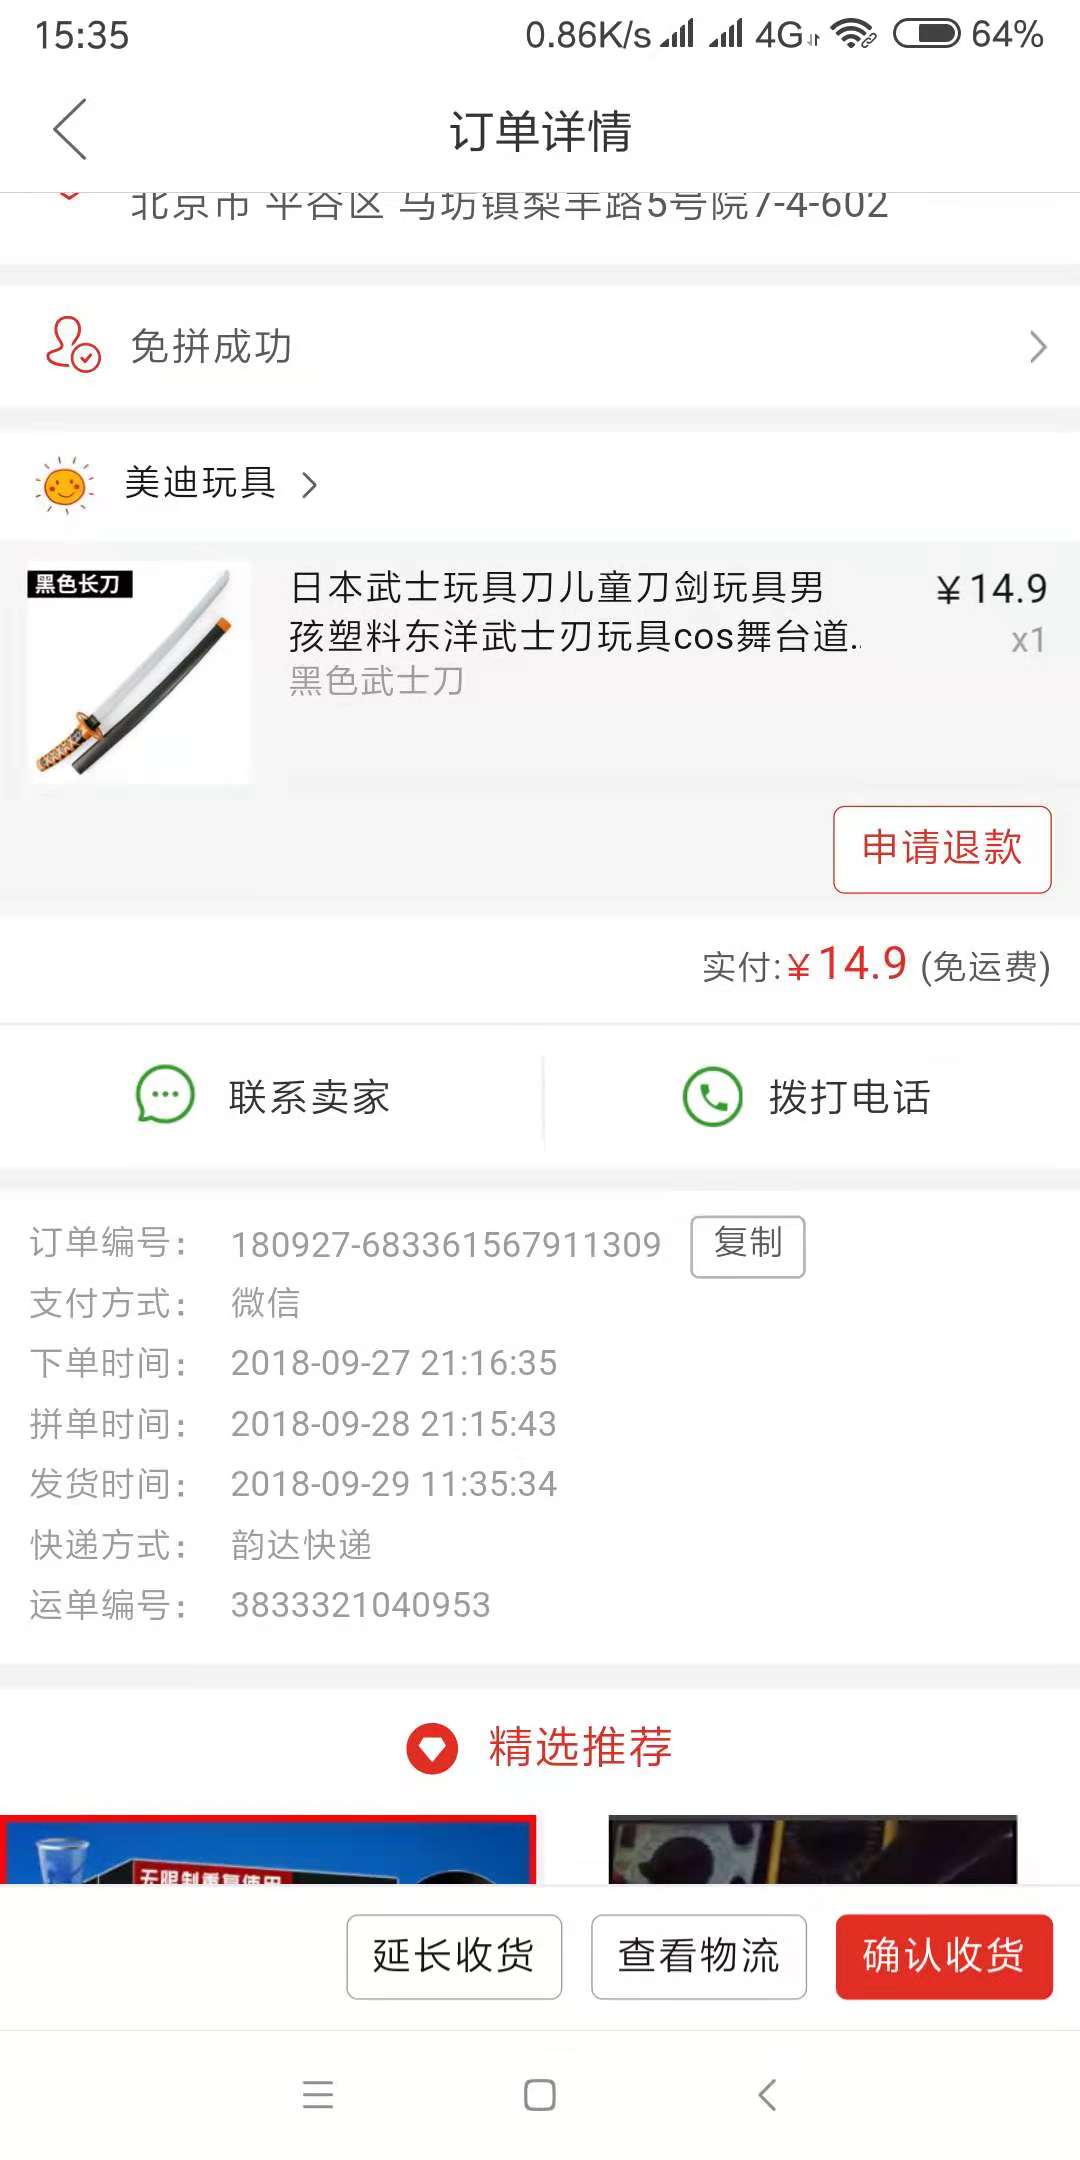 15:35 0.86K/s 4G 64%
订单详情
北京市 平谷区 马坊镇梨羊路5号院7-4-602
免拼成功
美迪玩具
黑色长刀
日本武士玩具刀儿童刀剑玩具男 ¥14.9
孩塑料东洋武士刃玩具cos舞台道.. x1
黑色武士刀
申请退款
实付:¥14.9 (免运费)
联系卖家 拨打电话
订单编号: 180927-683361567911309 复制
支付方式: 微信
下单时间: 2018-09-27 21:16:35
拼单时间: 2018-09-28 21:15:43
发货时间: 2018-09-29 11:35:34
快递方式: 韵达快递
运单编号: 3833321040953
精选推荐
无限制重复使用
延长收货 查看物流 确认收货